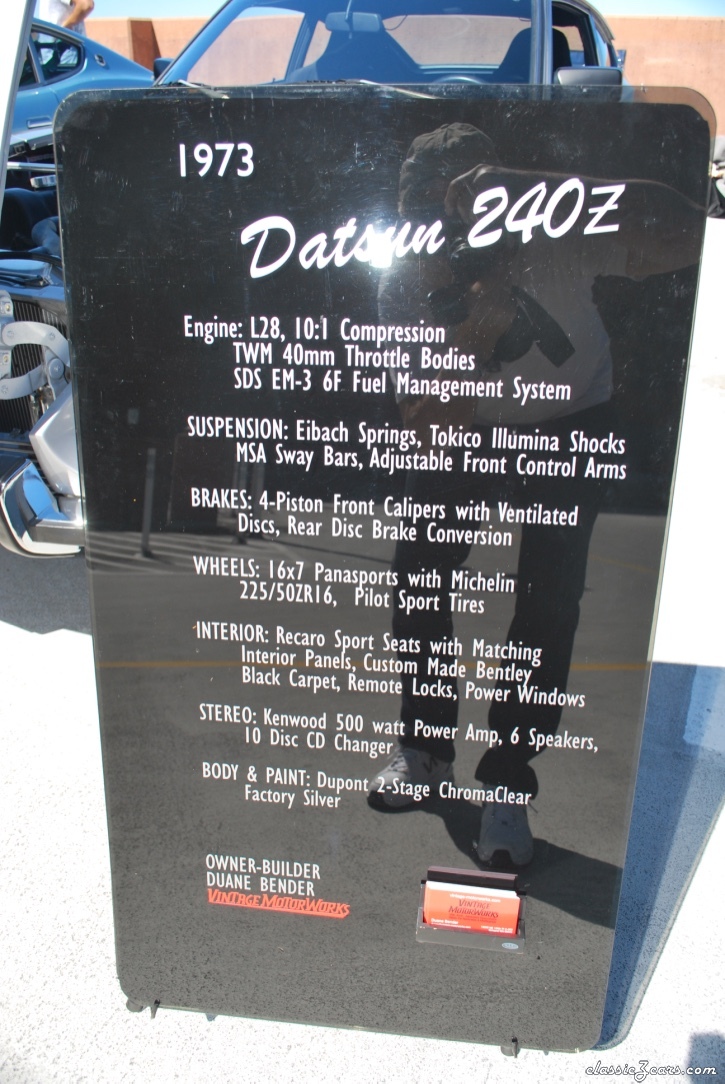 1973
Datsun 240Z
Engine: L28, 10:1 Compression
TWM 40mm Throttle Bodies
SDS EM-3 6F Fuel Management System
SUSPENSION: Eibach Springs, Tokico Illumina Shocks
MSA Sway Bars, Adjustable Front Control Arms
BRAKES: 4-Piston Front Calipers with Ventilated
Discs, Rear Disc Brake Conversion
WHEELS: 16x7 Panasports with Michelin
225/50ZR16, Pilot Sport Tires
INTERIOR: Recaro Sport Seats with Matching
Interior Panels, Custom Made Bentley
Black Carpet, Remote Locks, Power Windows
STEREO: Kenwood 500 watt Power Amp, 6 Speakers,
10 Disc CD Changer
BODY & PAINT: Dupont 2-Stage ChromaClear
Factory Silver
OWNER-BUILDER
DUANE BENDER
VINTAGE MOTORWORKS
VINTAGE
MOTORWORKS
classicZcars.com